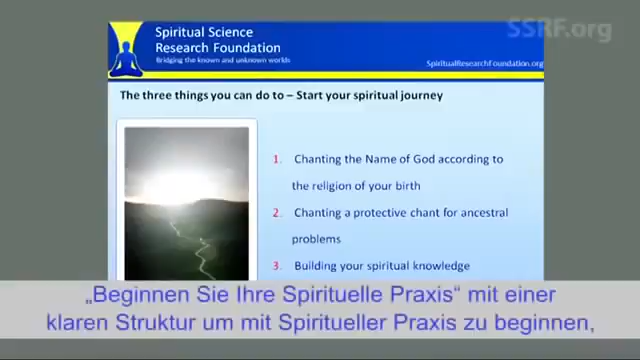 SSRF.org
Spiritual Science
Research Foundation
Bridging the known and unknown worlds
SpiritualResearchFoundation.org
The three things you can do to – Start your spiritual journey
1. Chanting the Name of God according to
the religion of your birth
2. Chanting a protective chant for ancestral
problems
3. Building your spiritual knowledge
„Beginnen Sie Ihre Spirituelle Praxis“ mit einer
klaren Struktur um mit Spiritueller Praxis zu beginnen,